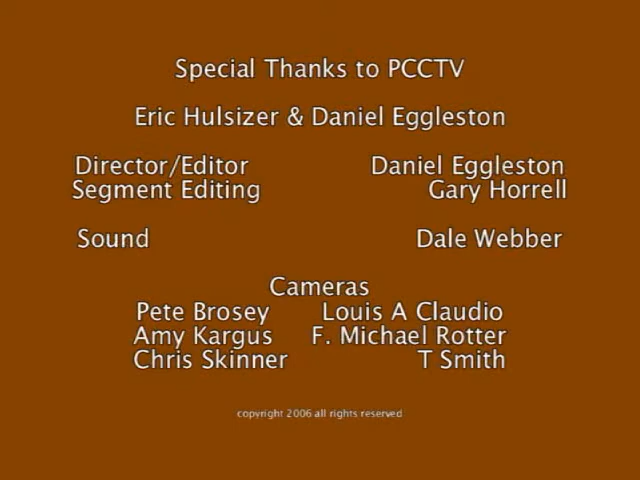 Special Thanks to PCCTV
Eric Hulsizer & Daniel Eggleston
Director/Editor Daniel Eggleston
Segment Editing Gary Horrell
Sound Dale Webber
Cameras
Pete Brosey Louis A Claudio
Amy Kargus F. Michael Rotter
Chris Skinner T Smith
copyright 2006 all rights reserved